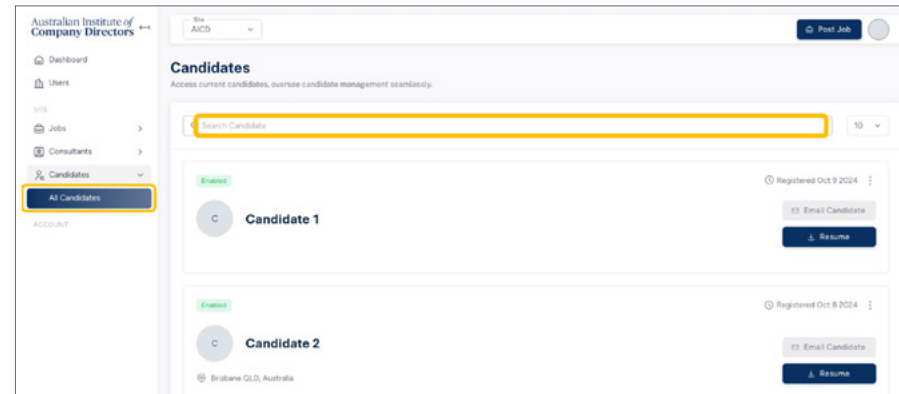 Australian Institute of
Company Directors
Dashboard
Users
SITE
Jobs
Consultants
Candidates
All Candidates
ACCOUNT
Site
AICD
Post Job
Candidates
Access current candidates, oversee candidate management seamlessly.
Search Candidate
10
Enabled
Registered Oct 9 2024
C
Candidate 1
Email Candidate
Resume
Enabled
Registered Oct 8 2024
C
Candidate 2
Email Candidate
Brisbane QLD, Australia
Resume